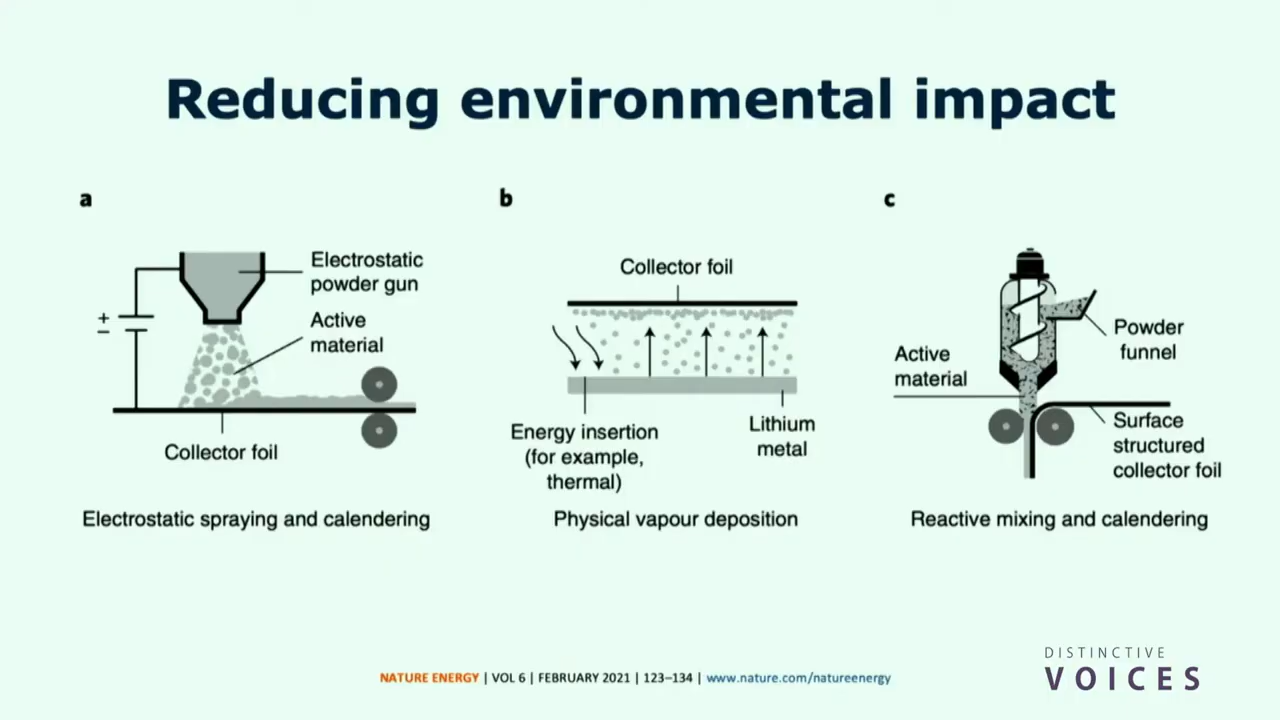 Reducing environmental impact
a
Electrostatic
powder gun
Active
material
+
−
Collector foil
Electrostatic spraying and calendering
b
Collector foil
Energy insertion
(for example,
thermal)
Lithium
metal
Physical vapour deposition
c
Powder
funnel
Active
material
Surface
structured
collector foil
Reactive mixing and calendering
NATURE ENERGY | VOL 6 | FEBRUARY 2021 | 123–134 | www.nature.com/natureenergy
DISTINCTIVE
VOICES